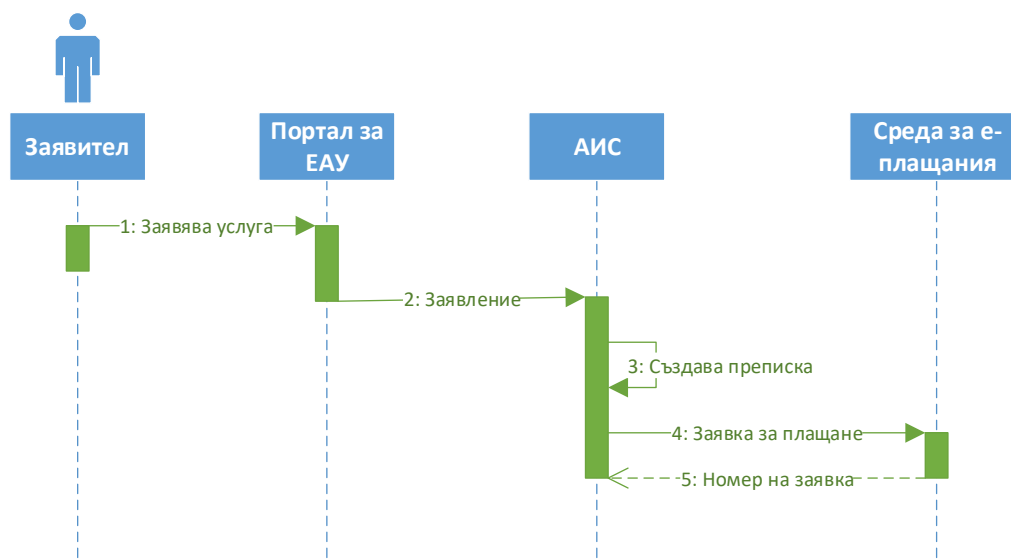 Заявител
Портал за
ЕАУ
АИС
Среда за е-
плащания
1: Заявява услуга
2: Заявление
3: Създава преписка
4: Заявка за плащане
5: Номер на заявка